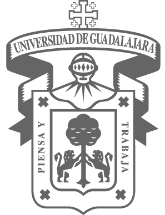 UNIVERSIDAD DE GUADALAJARA
PIENSA Y
TRABAJA